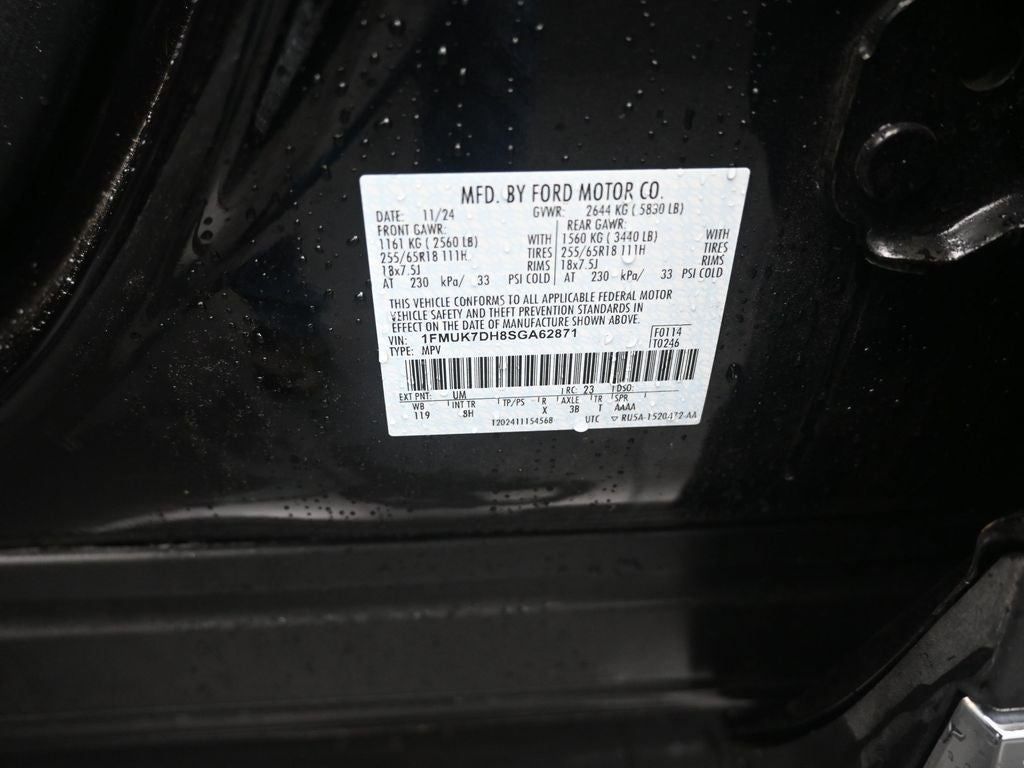 MFD. BY FORD MOTOR CO.
DATE: 11/24 GVWR: 2644 KG ( 5830 LB)
FRONT GAWR: REAR GAWR:
1161 KG ( 2560 LB) WITH 1560 KG ( 3440 LB) WITH
255/65R18 111H TIRES 255/65R18 111H TIRES
18x7.5J RIMS 18x7.5J RIMS
AT 230 kPa/ 33 PSI COLD AT 230 kPa/ 33 PSI COLD
THIS VEHICLE CONFORMS TO ALL APPLICABLE FEDERAL MOTOR
VEHICLE SAFETY AND THEFT PREVENTION STANDARDS IN
EFFECT ON THE DATE OF MANUFACTURE SHOWN ABOVE.
VIN: 1FMUK7DH8SGA62871 F0114
TYPE: MPV T0246
EXT PNT: UM RC: 23 DSO:
WB INT TR TP/PS R AXLE TR SPR
119 8H X 3B T AAAA
1202411154568 UTC ▽ RU5A-1520472-AA